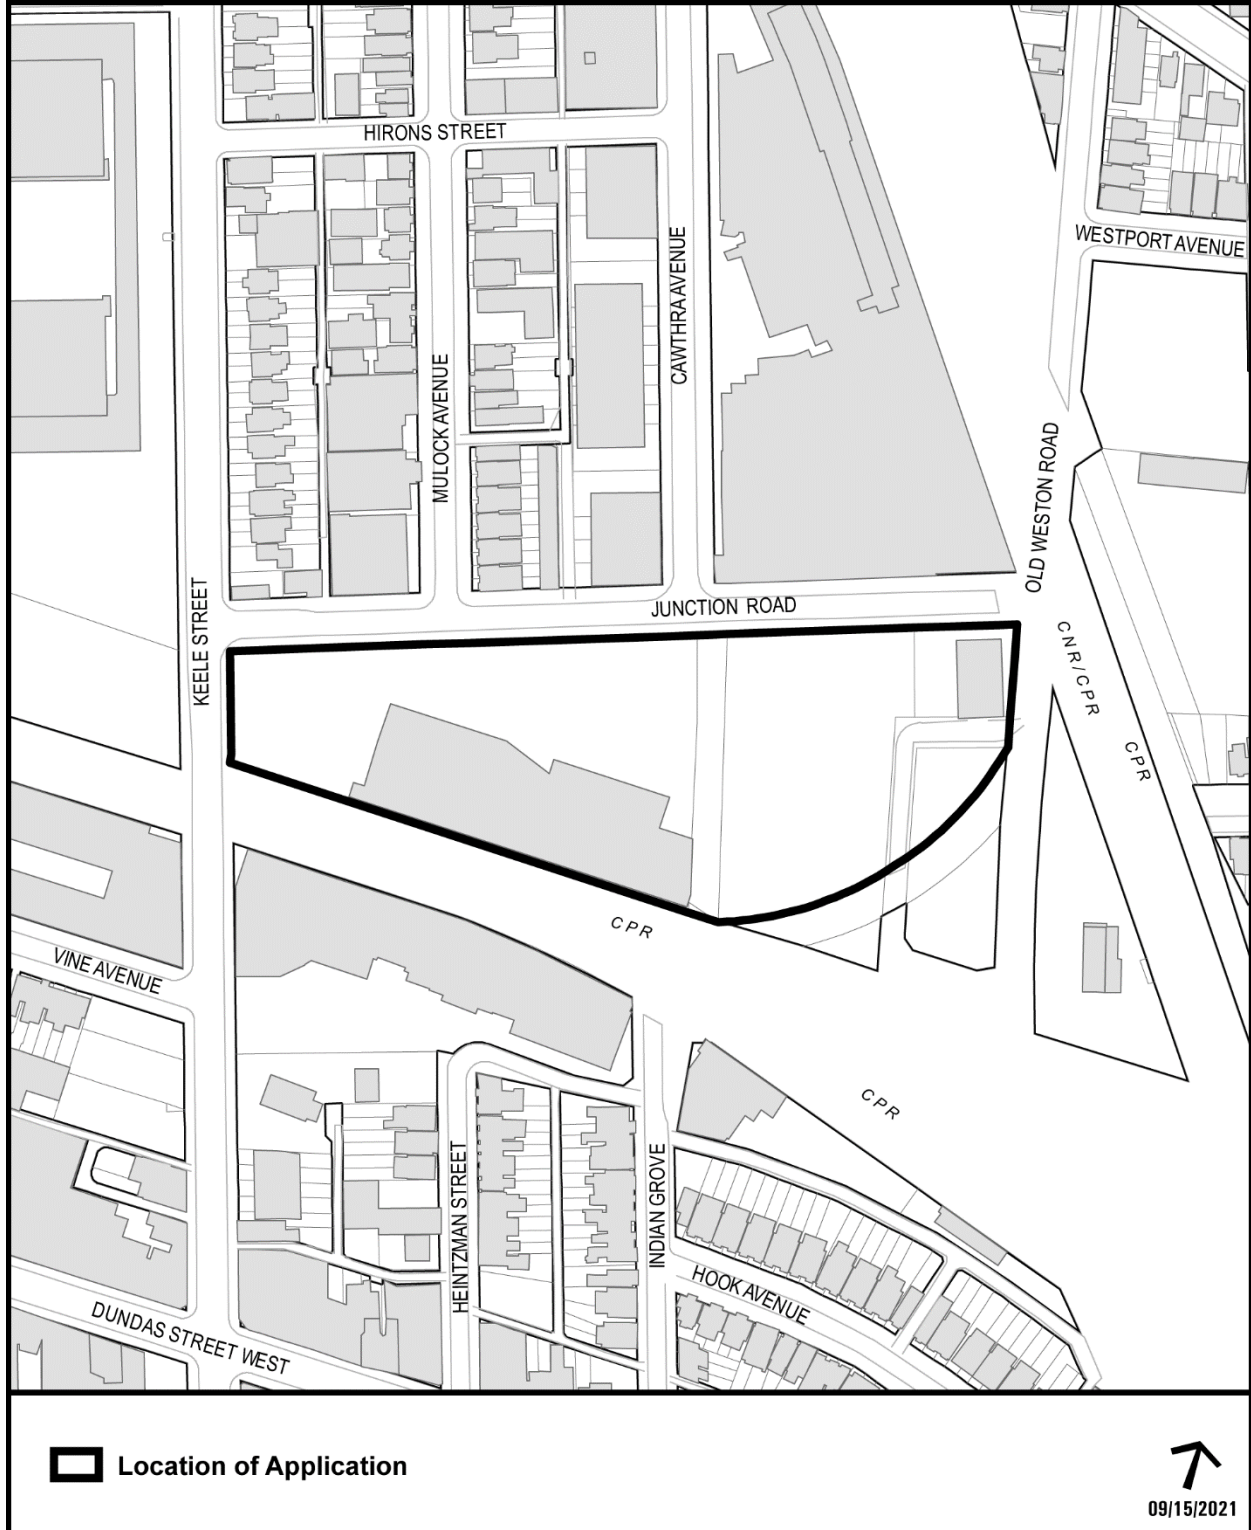 HIRONS STREET
WESTPORT AVENUE
CAWTHRA AVENUE
MULOCK AVENUE
OLD WESTON ROAD
KEELE STREET
JUNCTION ROAD
CNR/CPR
CPR
CPR
VINE AVENUE
CPR
HEINTZMAN STREET
INDIAN GROVE
HOOK AVENUE
DUNDAS STREET WEST
Location of Application
09/15/2021